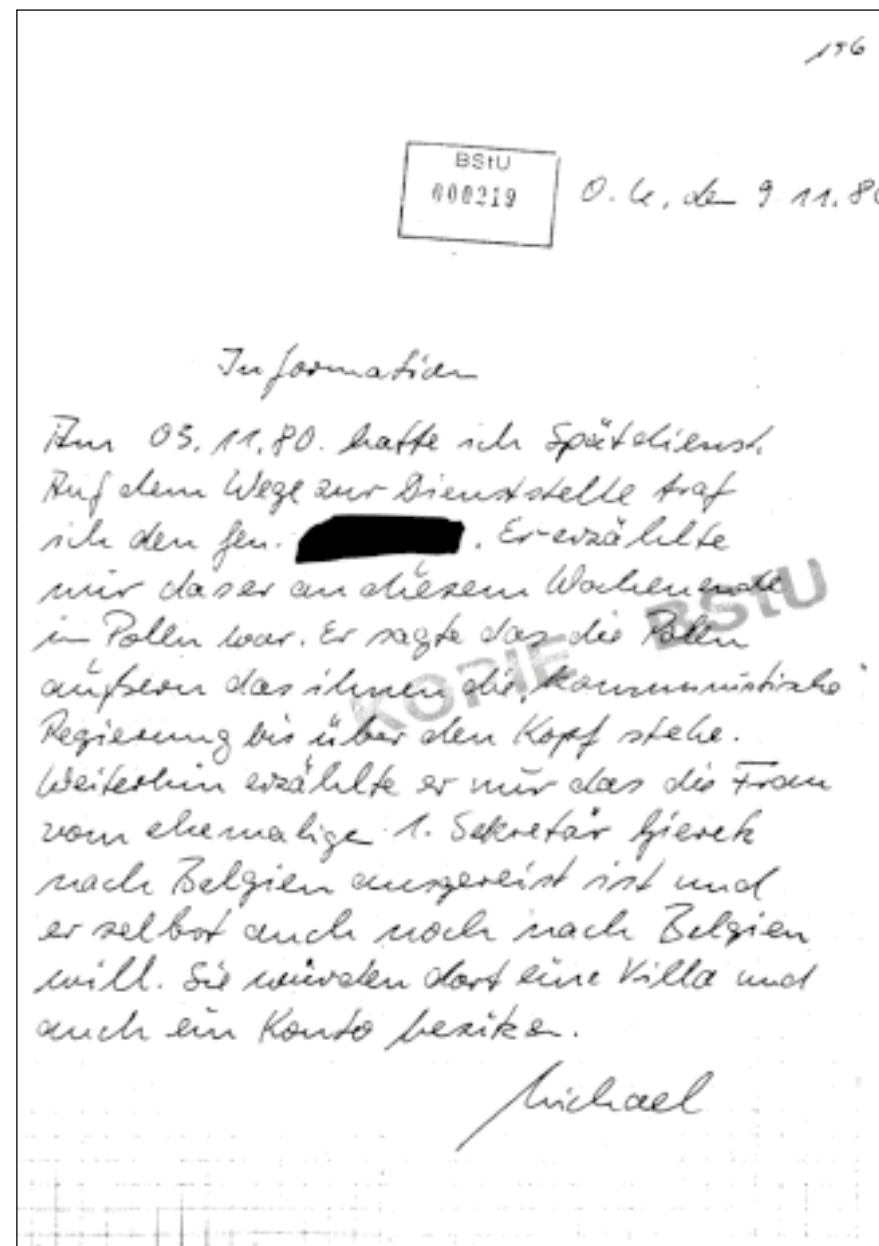 156
BStU
000219
O. U., den 9.11.80
Information
Am 03.11.80. hatte ich Spätdienst.
Auf dem Wege zur Dienststelle traf
ich den Gen. . Er erzählte
mir das er an diesem Wochenende
in Pollen war. Er sagte das die Pollen
äußern das ihnen die "kommunistische"
Regierung bis über den Kopf stehe.
Weiterhin erzählte er mir das die Frau
vom ehemalige 1. Sekretär Gierek
nach Belgien ausgereist ist und
er selbst auch noch nach Belgien
will. Sie würden dort eine Villa und
auch ein Konto besitzen.
Michael
KOPIE BStU